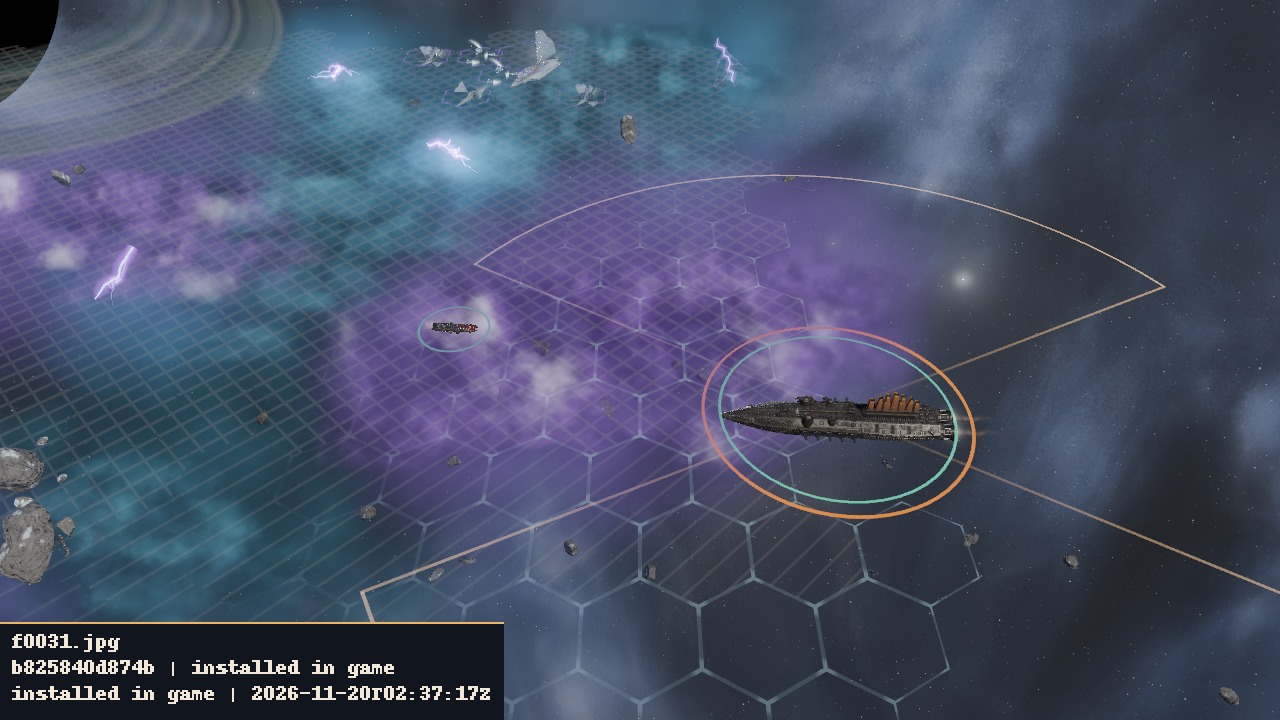 f0031.jpg
b825840d874b | installed in game
installed in game | 2026-11-20T02:37:17Z